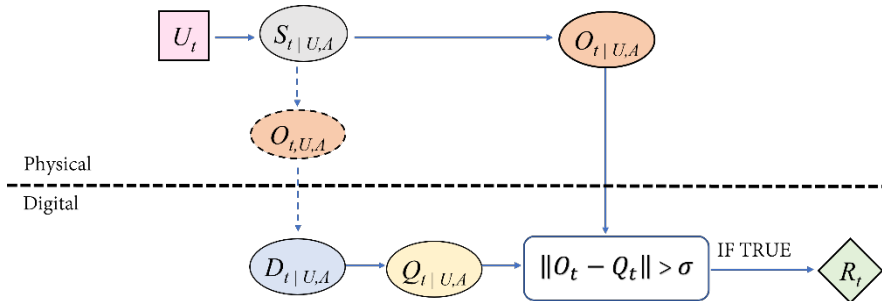 U_t
S_{t | U,Λ}
O_{t | U,Λ}
O_{t,U,Λ}
Physical
Digital
D_{t | U,Λ}
Q_{t | U,Λ}
‖O_t − Q_t‖ > σ
IF TRUE
R_t